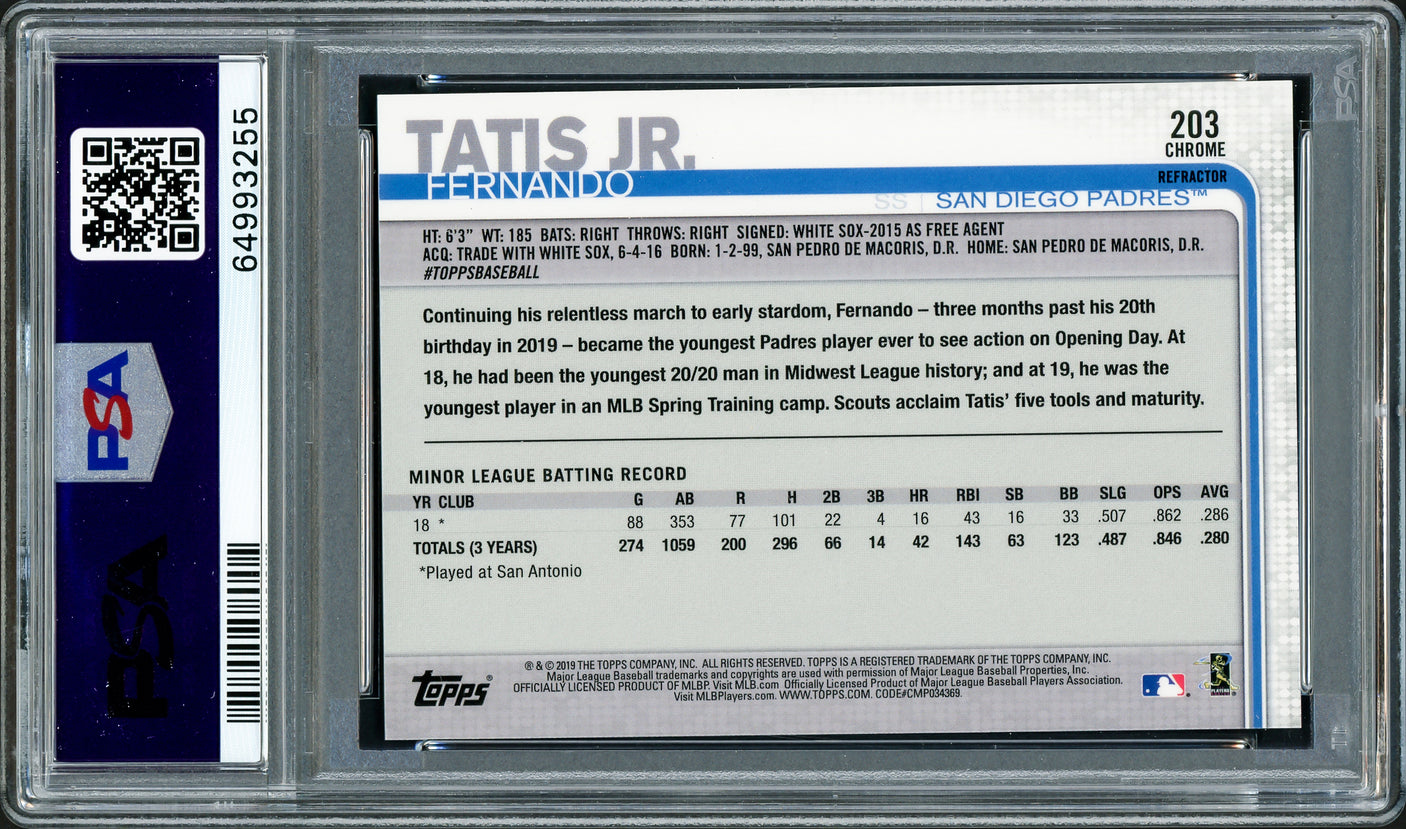 64993255
PSA
PSA
PSA
TATIS JR.
FERNANDO
203
CHROME
REFRACTOR
SS | SAN DIEGO PADRES™
HT: 6'3" WT: 185 BATS: RIGHT THROWS: RIGHT SIGNED: WHITE SOX-2015 AS FREE AGENT
ACQ: TRADE WITH WHITE SOX, 6-4-16 BORN: 1-2-99, SAN PEDRO DE MACORIS, D.R. HOME: SAN PEDRO DE MACORIS, D.R.
#TOPPSBASEBALL
Continuing his relentless march to early stardom, Fernando – three months past his 20th
birthday in 2019 – became the youngest Padres player ever to see action on Opening Day. At
18, he had been the youngest 20/20 man in Midwest League history; and at 19, he was the
youngest player in an MLB Spring Training camp. Scouts acclaim Tatis' five tools and maturity.
MINOR LEAGUE BATTING RECORD
YR CLUB G AB R H 2B 3B HR RBI SB BB SLG OPS AVG
18 * 88 353 77 101 22 4 16 43 16 33 .507 .862 .286
TOTALS (3 YEARS) 274 1059 200 296 66 14 42 143 63 123 .487 .846 .280
*Played at San Antonio
topps®
® & © 2019 THE TOPPS COMPANY, INC. ALL RIGHTS RESERVED. TOPPS IS A REGISTERED TRADEMARK OF THE TOPPS COMPANY, INC.
Major League Baseball trademarks and copyrights are used with permission of Major League Baseball Properties, Inc.
OFFICIALLY LICENSED PRODUCT OF MLBP. Visit MLB.com Officially Licensed Product of Major League Baseball Players Association.
Visit MLBPlayers.com. WWW.TOPPS.COM. CODE#CMP034369.
PLAYERS